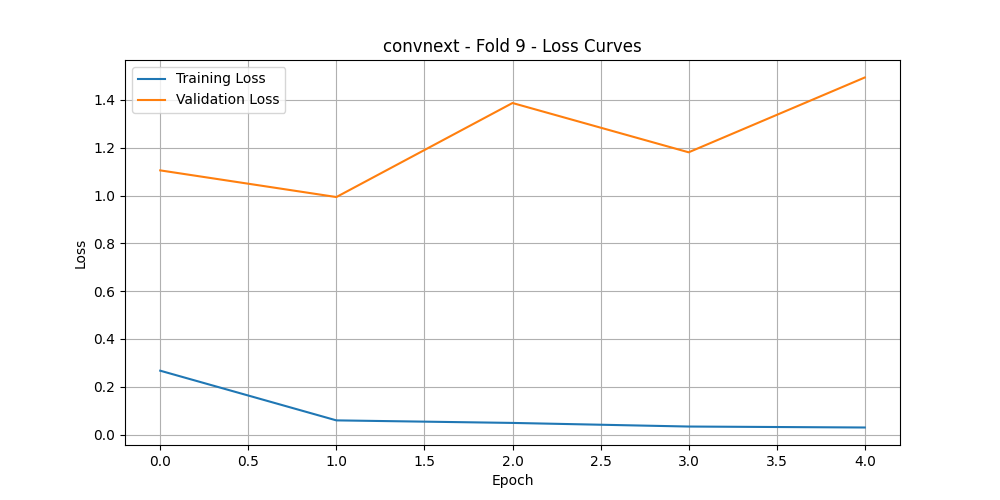 convnext - Fold 9 - Loss Curves
Training Loss
Validation Loss
1.4
1.2
1.0
0.8
0.6
0.4
0.2
0.0
Loss
0.0 0.5 1.0 1.5 2.0 2.5 3.0 3.5 4.0
Epoch